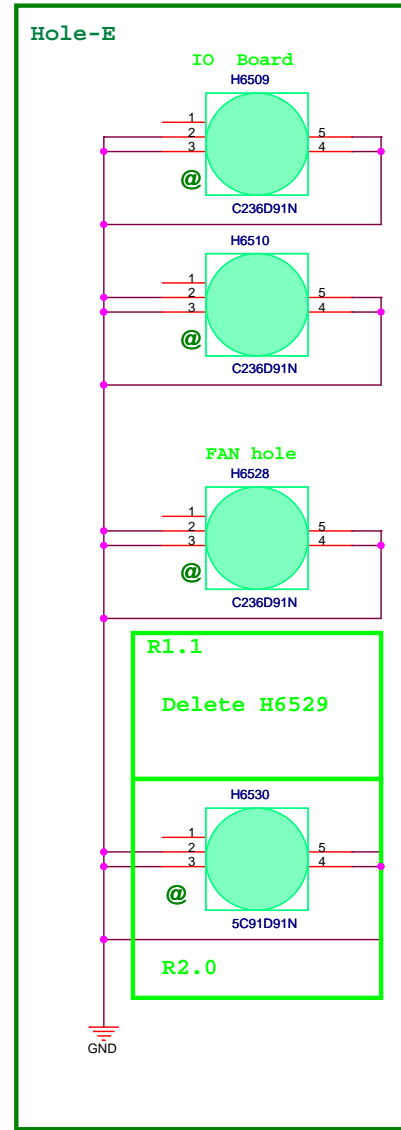 Hole-E
IO Board
H6509
1
2
3
5
4
@
C236D91N
H6510
1
2
3
5
4
@
C236D91N
FAN hole
H6528
1
2
3
5
4
@
C236D91N
R1.1
Delete H6529
H6530
1
2
3
5
4
@
5C91D91N
R2.0
GND